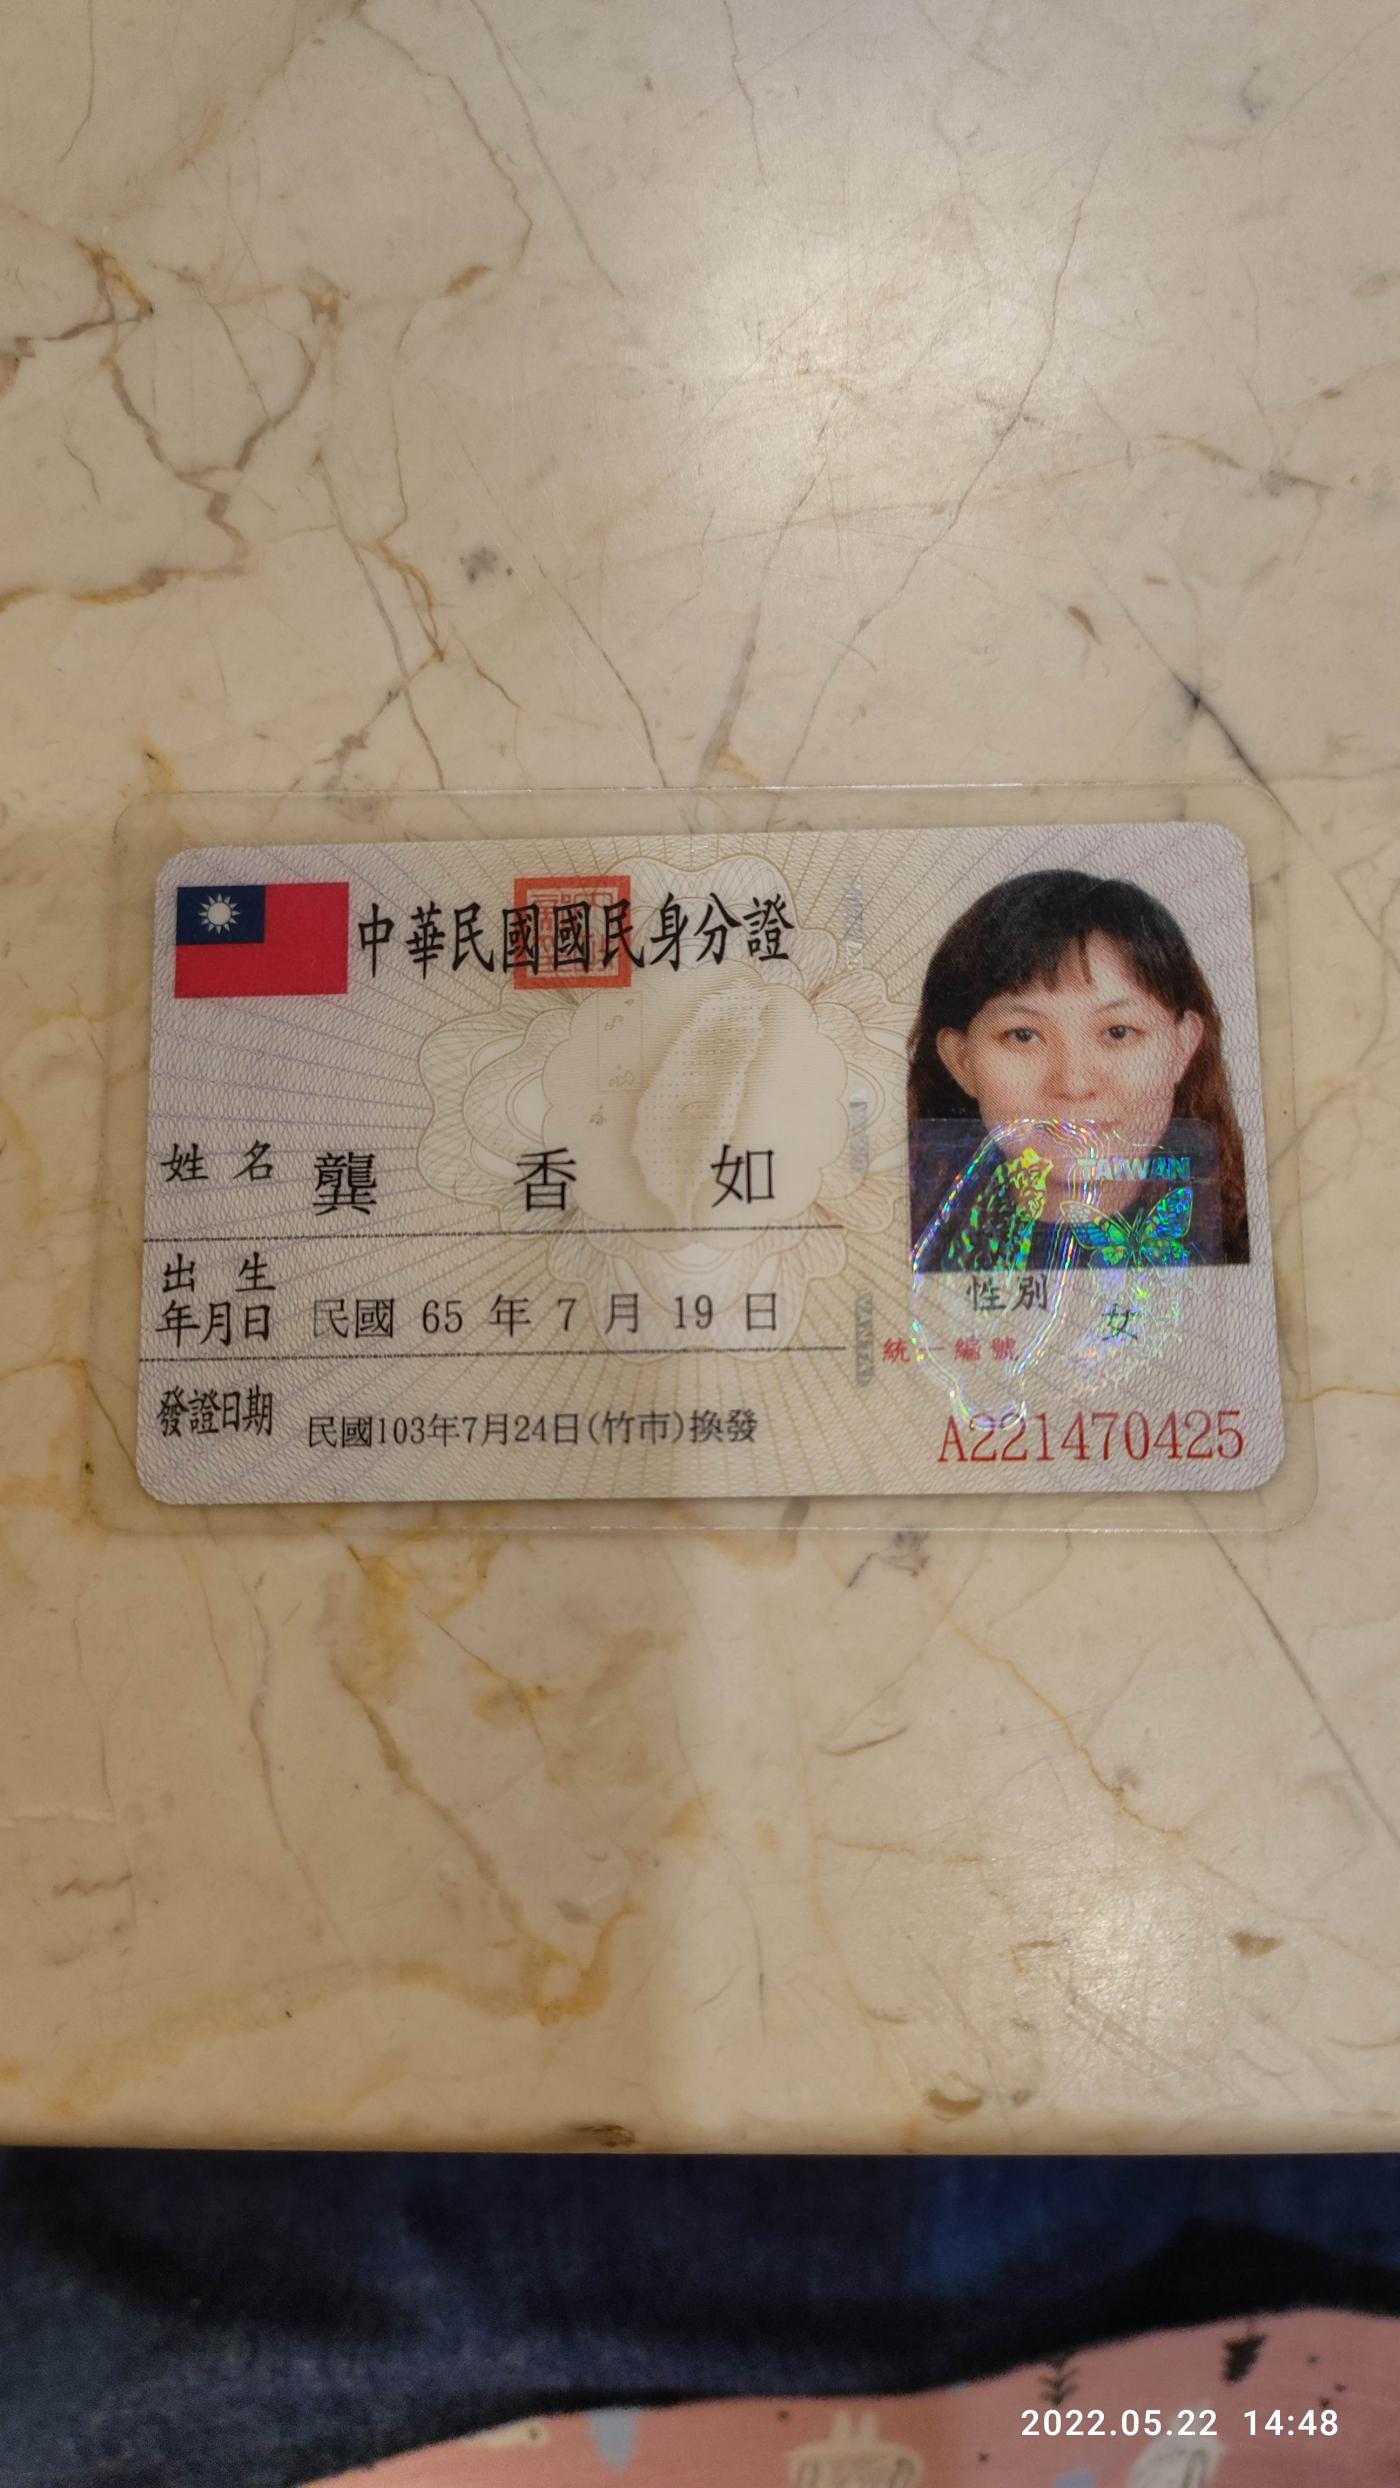 中華民國國民身分證
姓名 龔香如
出生年月日 民國 65 年 7 月 19 日
發證日期 民國103年7月24日(竹市)換發
TAIWAN
性別 女
統一編號
A221470425
2022.05.22 14:48